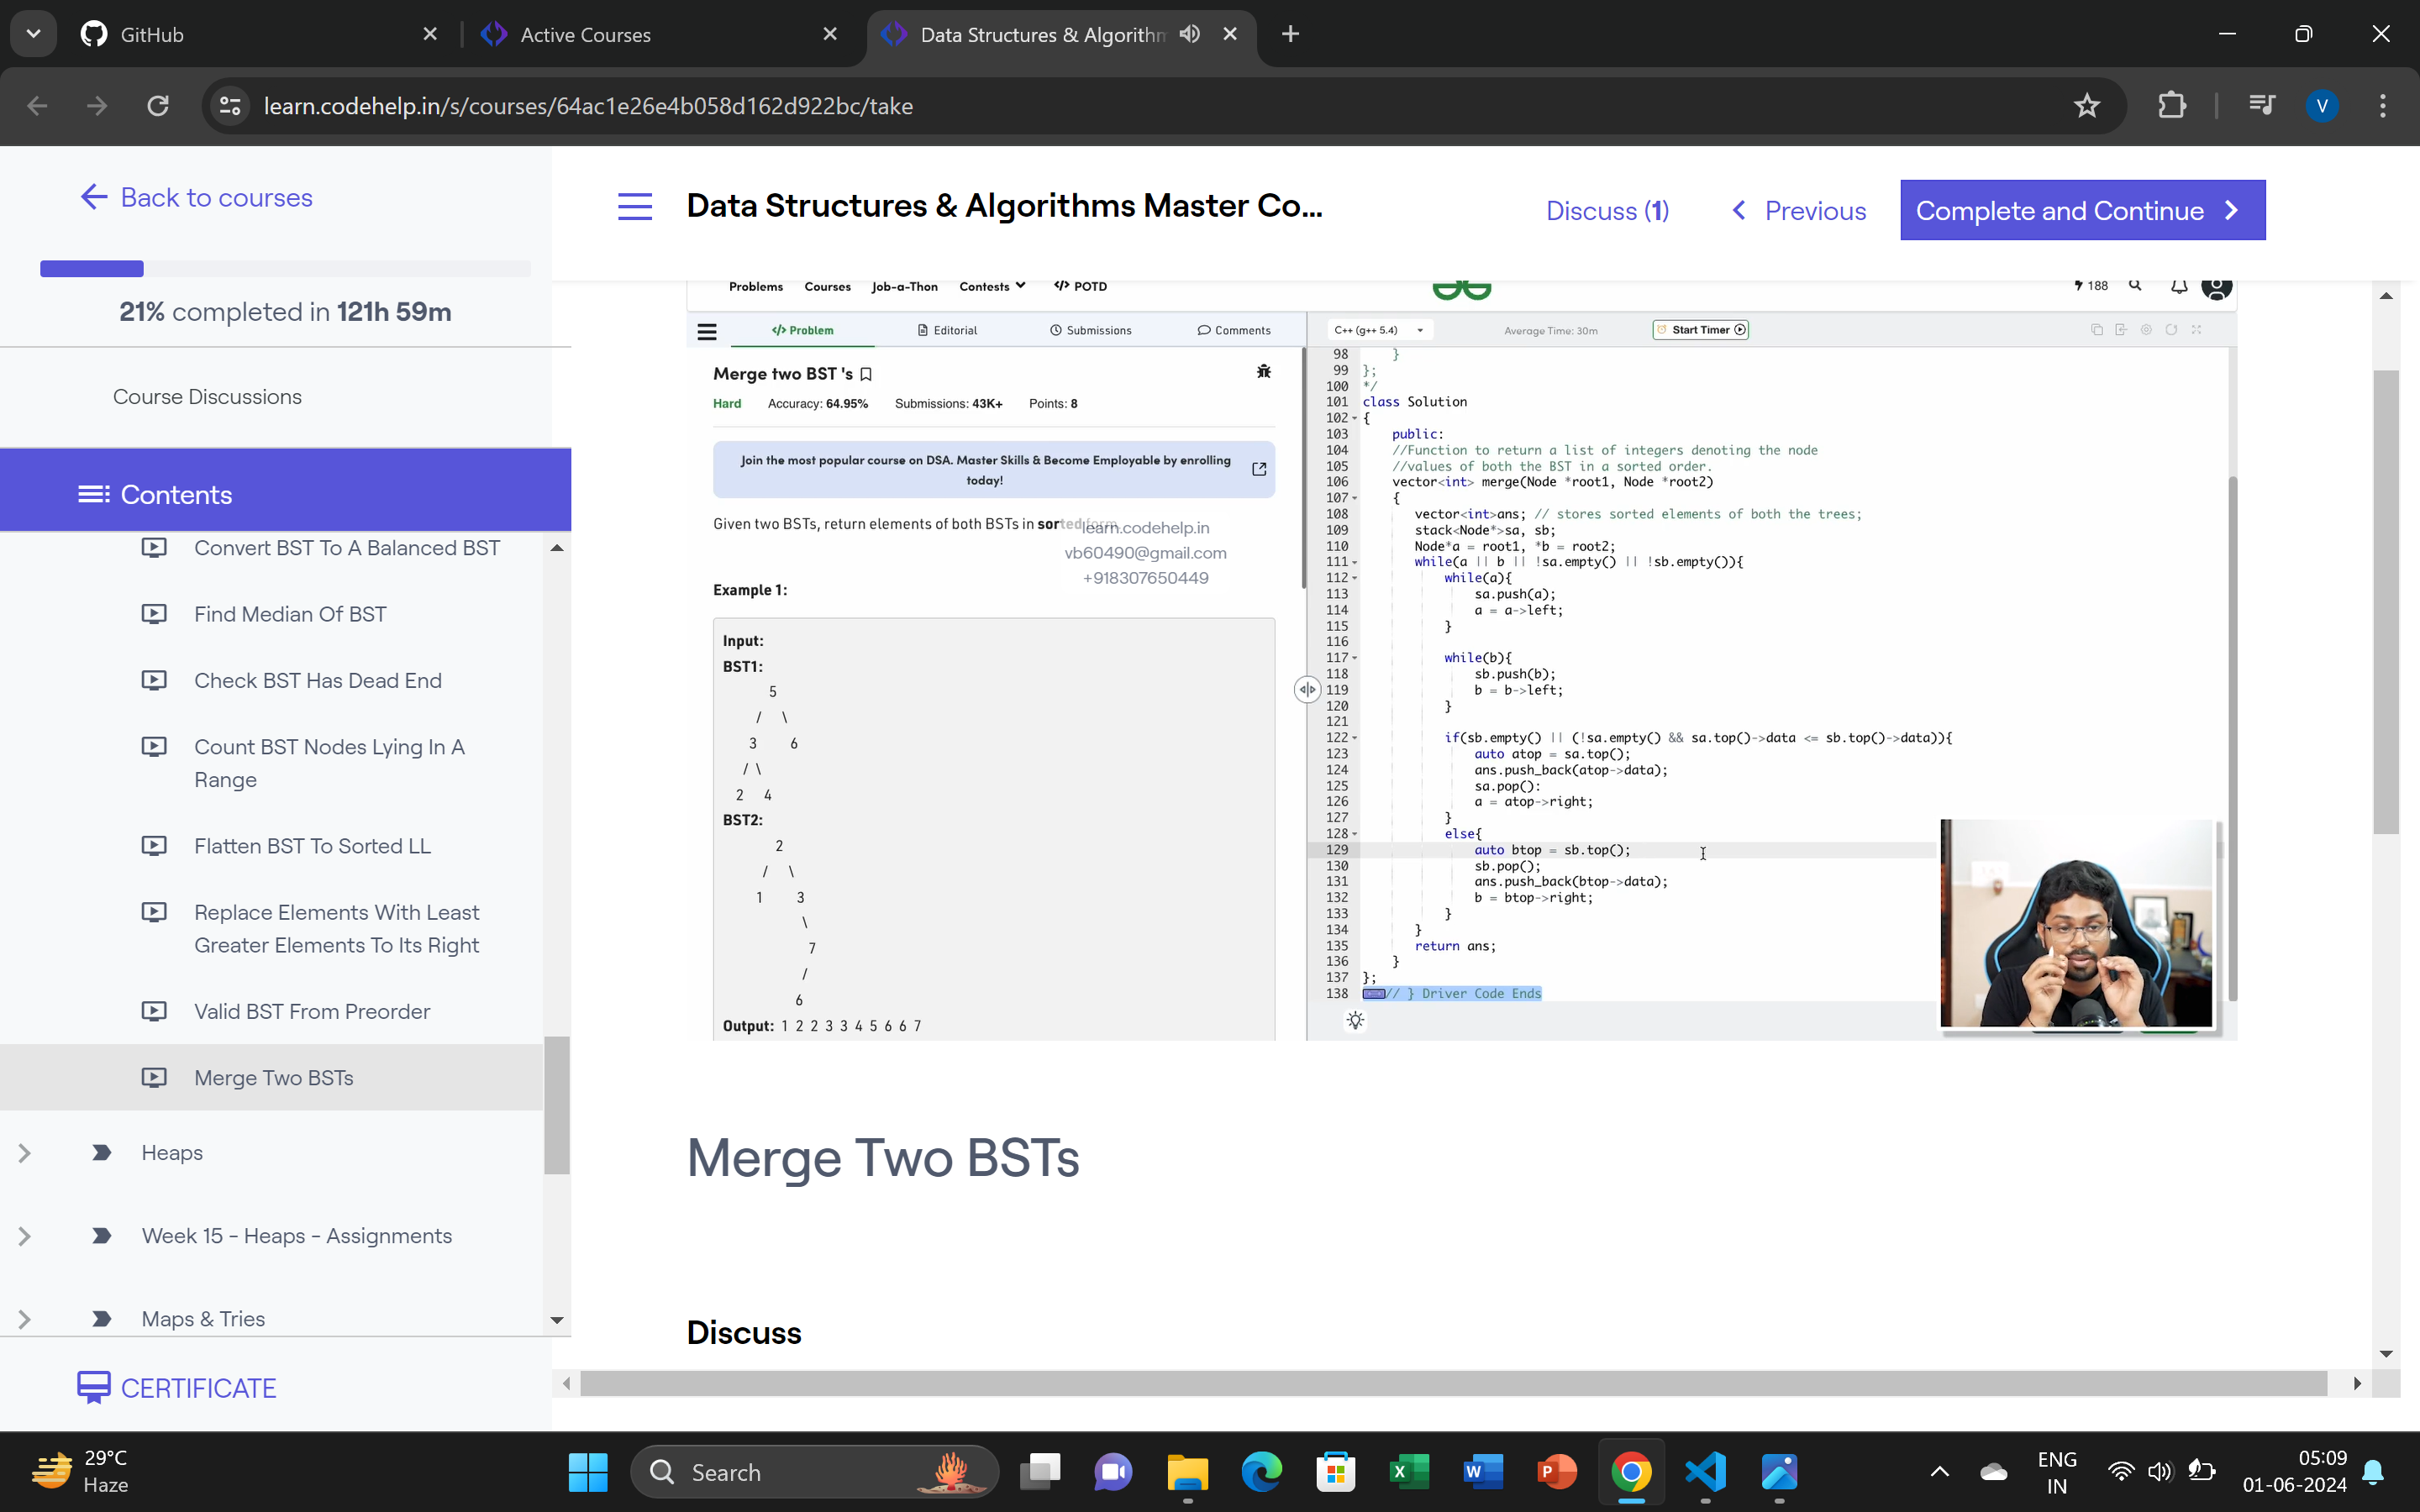 GitHub
Active Courses
Data Structures & Algorithm
learn.codehelp.in/s/courses/64ac1e26e4b058d162d922bc/take
V
Back to courses
21% completed in 121h 59m
Course Discussions
Contents
Convert BST To A Balanced BST
Find Median Of BST
Check BST Has Dead End
Count BST Nodes Lying In A
Range
Flatten BST To Sorted LL
Replace Elements With Least
Greater Elements To Its Right
Valid BST From Preorder
Merge Two BSTs
Heaps
Week 15 - Heaps - Assignments
Maps & Tries
CERTIFICATE
Data Structures & Algorithms Master Co...
Discuss (1)
Previous
Complete and Continue
Problems Courses Job-a-Thon Contests </> POTD
188
</> Problem Editorial Submissions Comments
Merge two BST 's
Hard Accuracy: 64.95% Submissions: 43K+ Points: 8
Join the most popular course on DSA. Master Skills & Become Employable by enrolling
today!
Given two BSTs, return elements of both BSTs in sorted form.
learn.codehelp.in
vb60490@gmail.com
+918307650449
Example 1:
Input:
BST1:
5
/ \
3 6
/ \
2 4
BST2:
2
/ \
1 3
\
7
/
6
Output: 1 2 2 3 3 4 5 6 6 7
C++ (g++ 5.4) Average Time: 30m Start Timer
98 }
99 };
100 */
101 class Solution
102 {
103 public:
104 //Function to return a list of integers denoting the node
105 //values of both the BST in a sorted order.
106 vector<int> merge(Node *root1, Node *root2)
107 {
108 vector<int>ans; // stores sorted elements of both the trees;
109 stack<Node*>sa, sb;
110 Node*a = root1, *b = root2;
111 while(a || b || !sa.empty() || !sb.empty()){
112 while(a){
113 sa.push(a);
114 a = a->left;
115 }
116
117 while(b){
118 sb.push(b);
119 b = b->left;
120 }
121
122 if(sb.empty() || (!sa.empty() && sa.top()->data <= sb.top()->data)){
123 auto atop = sa.top();
124 ans.push_back(atop->data);
125 sa.pop();
126 a = atop->right;
127 }
128 else{
129 auto btop = sb.top();
130 sb.pop();
131 ans.push_back(btop->data);
132 b = btop->right;
133 }
134 }
135 return ans;
136 }
137 };
138 // } Driver Code Ends
Merge Two BSTs
Discuss
29°C
Haze
Search
ENG
IN
05:09
01-06-2024